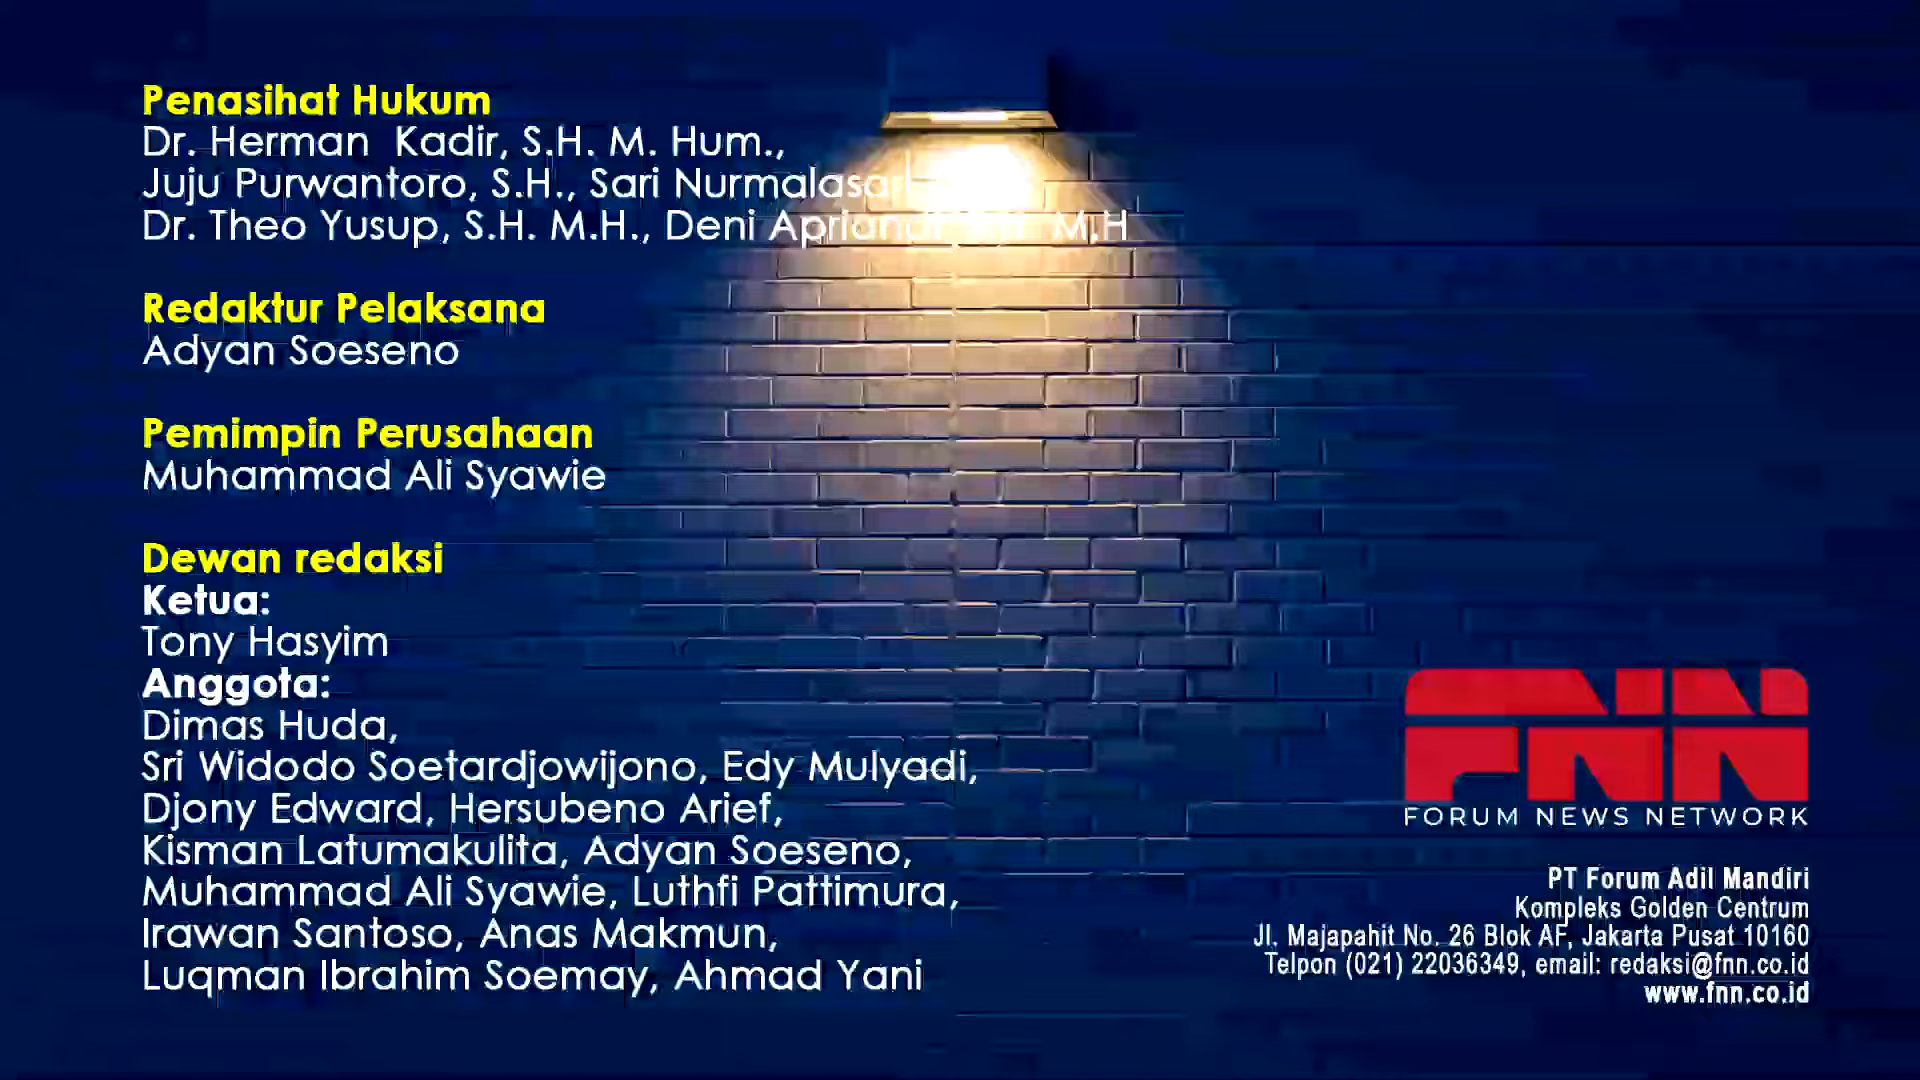 Penasihat Hukum
Dr. Herman Kadir, S.H. M. Hum.,
Juju Purwantoro, S.H., Sari
Dr. Theo Yusup, S.H. M.H., Deni M.H
Redaktur Pelaksana
Adyan Soeseno
Pemimpin Perusahaan
Muhammad Ali Syawie
Dewan redaksi
Ketua:
Tony Hasyim
Anggota:
Dimas Huda,
Sri Widodo Soetardjowijono, Edy Mulyadi,
Djony Edward, Hersubeno Arief,
Kisman Latumakulita, Adyan Soeseno,
Muhammad Ali Syawie, Luthfi Pattimura,
Irawan Santoso, Anas Makmun,
Luqman Ibrahim Soemay, Ahmad Yani
FNN
FORUM NEWS NETWORK
PT Forum Adil Mandiri
Kompleks Golden Centrum
Jl. Majapahit No. 26 Blok AF, Jakarta Pusat 10160
Telpon (021) 22036349, email: redaksi@fnn.co.id
www.fnn.co.id